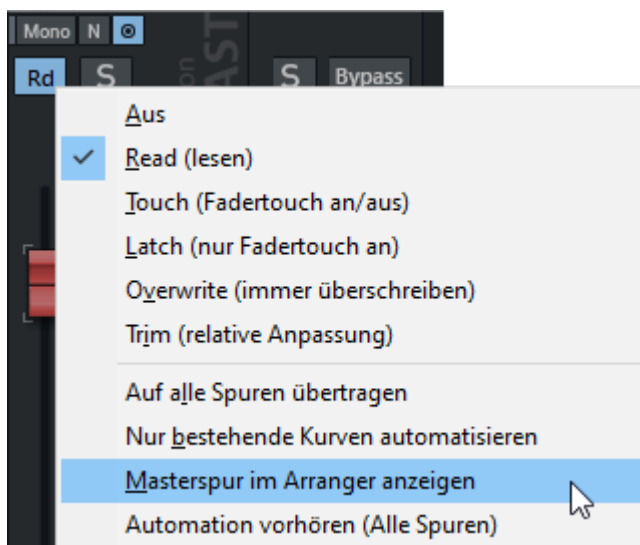 Mono N
Rd S S Bypass
Aus
Read (lesen)
Touch (Fadertouch an/aus)
Latch (nur Fadertouch an)
Overwrite (immer überschreiben)
Trim (relative Anpassung)
Auf alle Spuren übertragen
Nur bestehende Kurven automatisieren
Masterspur im Arranger anzeigen
Automation vorhören (Alle Spuren)